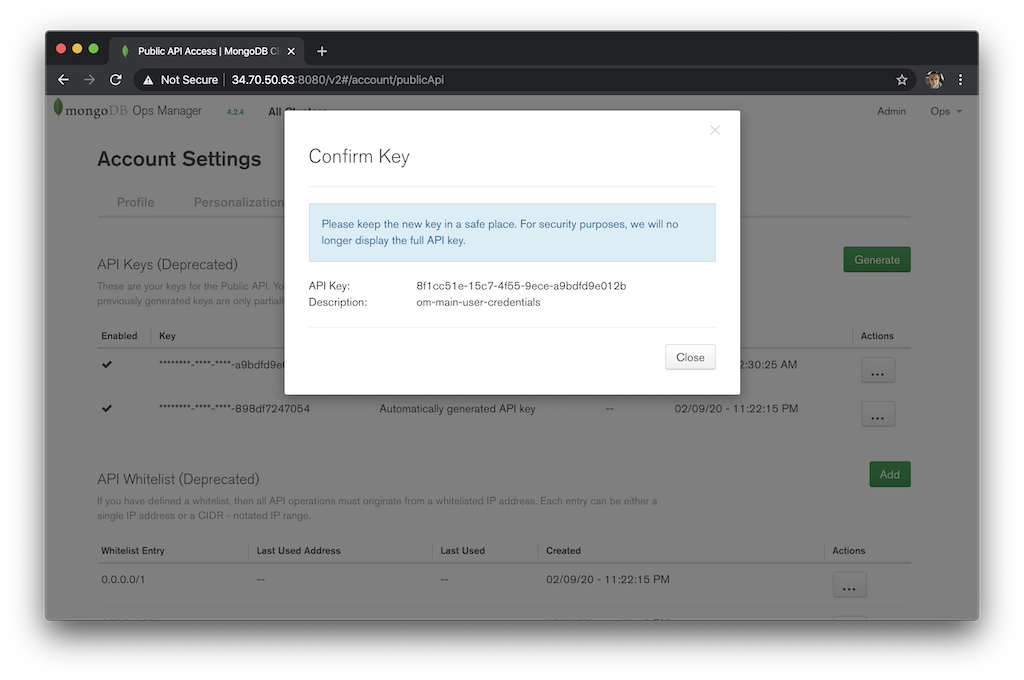 Public API Access | MongoDB Cl
Not Secure 34.70.50.63:8080/v2#/account/publicApi
mongoDB Ops Manager 4.2.4 All Clusters Admin Ops
Account Settings
Profile Personalization
Confirm Key
Please keep the new key in a safe place. For security purposes, we will no
longer display the full API key.
API Key: 8f1cc51e-15c7-4f55-9ece-a9bdfd9e012b
Description: om-main-user-credentials
Close
API Keys (Deprecated) Generate
These are your keys for the Public API.
previously generated keys are only
Enabled Key Actions
********-****-****-a9bdfd9e 2:30:25 AM ...
********-****-****-898df7247054 Automatically generated API key -- 02/09/20 - 11:22:15 PM ...
API Whitelist (Deprecated) Add
If you have defined a whitelist, then all API operations must originate from a whitelisted IP address. Each entry can be either a
single IP address or a CIDR - notated IP range.
Whitelist Entry Last Used Address Last Used Created Actions
0.0.0.0/1 -- -- 02/09/20 - 11:22:15 PM ...